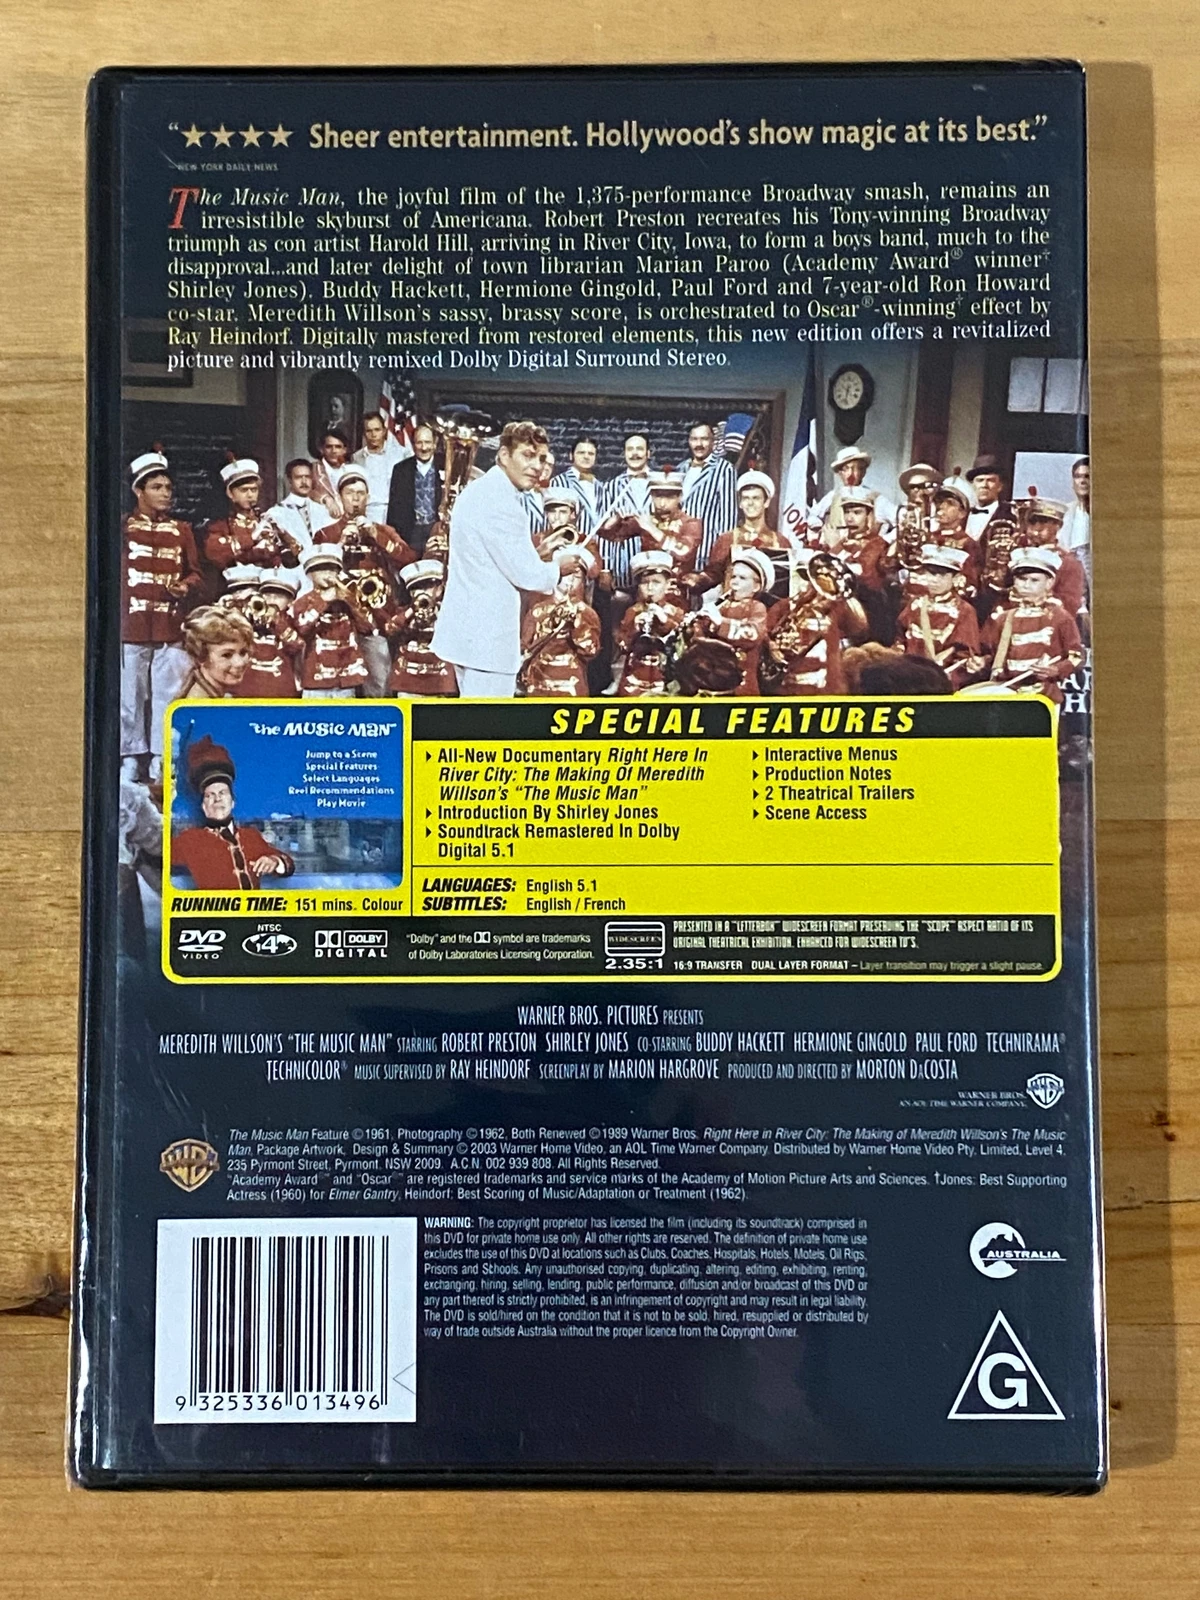 “★★★★ Sheer entertainment. Hollywood's show magic at its best.”
—NEW YORK DAILY NEWS
The Music Man, the joyful film of the 1,375-performance Broadway smash, remains an
irresistible skyburst of Americana. Robert Preston recreates his Tony-winning Broadway
triumph as con artist Harold Hill, arriving in River City, Iowa, to form a boys band, much to the
disapproval...and later delight of town librarian Marian Paroo (Academy Award® winner†
Shirley Jones). Buddy Hackett, Hermione Gingold, Paul Ford and 7-year-old Ron Howard
co-star. Meredith Willson's sassy, brassy score, is orchestrated to Oscar®-winning† effect by
Ray Heindorf. Digitally mastered from restored elements, this new edition offers a revitalized
picture and vibrantly remixed Dolby Digital Surround Stereo.
IOWA
the MUSIC MAN
Jump to a Scene
Special Features
Select Languages
Reel Recommendations
Play Movie
RUNNING TIME: 151 mins. Colour
SPECIAL FEATURES
All-New Documentary Right Here In
River City: The Making Of Meredith
Willson's “The Music Man”
Introduction By Shirley Jones
Soundtrack Remastered In Dolby
Digital 5.1
Interactive Menus
Production Notes
2 Theatrical Trailers
Scene Access
LANGUAGES: English 5.1
SUBTITLES: English / French
DVD
VIDEO
NTSC
4
DOLBY
DIGITAL
“Dolby” and the DD symbol are trademarks
of Dolby Laboratories Licensing Corporation.
WIDESCREEN
2.35:1
PRESENTED IN A “LETTERBOX” WIDESCREEN FORMAT PRESERVING THE “SCOPE” ASPECT RATIO OF ITS
ORIGINAL THEATRICAL EXHIBITION. ENHANCED FOR WIDESCREEN TV'S.
16:9 TRANSFER DUAL LAYER FORMAT – Layer transition may trigger a slight pause.
WARNER BROS. PICTURES PRESENTS
MEREDITH WILLSON'S “THE MUSIC MAN” STARRING ROBERT PRESTON SHIRLEY JONES CO-STARRING BUDDY HACKETT HERMIONE GINGOLD PAUL FORD TECHNIRAMA®
TECHNICOLOR® MUSIC SUPERVISED BY RAY HEINDORF SCREENPLAY BY MARION HARGROVE PRODUCED AND DIRECTED BY MORTON DaCOSTA
WARNER BROS.
AN AOL TIME WARNER COMPANY
The Music Man Feature ©1961, Photography ©1962, Both Renewed ©1989 Warner Bros. Right Here in River City: The Making of Meredith Willson's The Music
Man, Package Artwork, Design & Summary © 2003 Warner Home Video, an AOL Time Warner Company. Distributed by Warner Home Video Pty. Limited, Level 4,
235 Pyrmont Street, Pyrmont, NSW 2009. A.C.N. 002 939 808. All Rights Reserved.
“Academy Award®” and “Oscar®” are registered trademarks and service marks of the Academy of Motion Picture Arts and Sciences. †Jones: Best Supporting
Actress (1960) for Elmer Gantry, Heindorf: Best Scoring of Music/Adaptation or Treatment (1962).
WARNING: The copyright proprietor has licensed the film (including its soundtrack) comprised in
this DVD for private home use only. All other rights are reserved. The definition of private home use
excludes the use of this DVD at locations such as Clubs, Coaches, Hospitals, Hotels, Motels, Oil Rigs,
Prisons and Schools. Any unauthorised copying, duplicating, altering, editing, exhibiting, renting,
exchanging, hiring, selling, lending, public performance, diffusion and/or broadcast of this DVD or
any part thereof is strictly prohibited, is an infringement of copyright and may result in legal liability.
The DVD is sold/hired on the condition that it is not to be sold, hired, resupplied or distributed by
way of trade outside Australia without the proper licence from the Copyright Owner.
AUSTRALIA
G
9 325336 013496